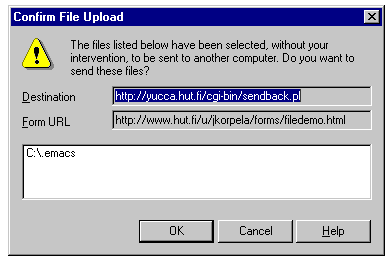 Confirm File Upload
The files listed below have been selected, without your
intervention, to be sent to another computer. Do you want to
send these files?
Destination http://yucca.hut.fi/cgi-bin/sendback.pl
Form URL http://www.hut.fi/u/jkorpela/forms/filedemo.html
C:\.emacs
OK Cancel Help